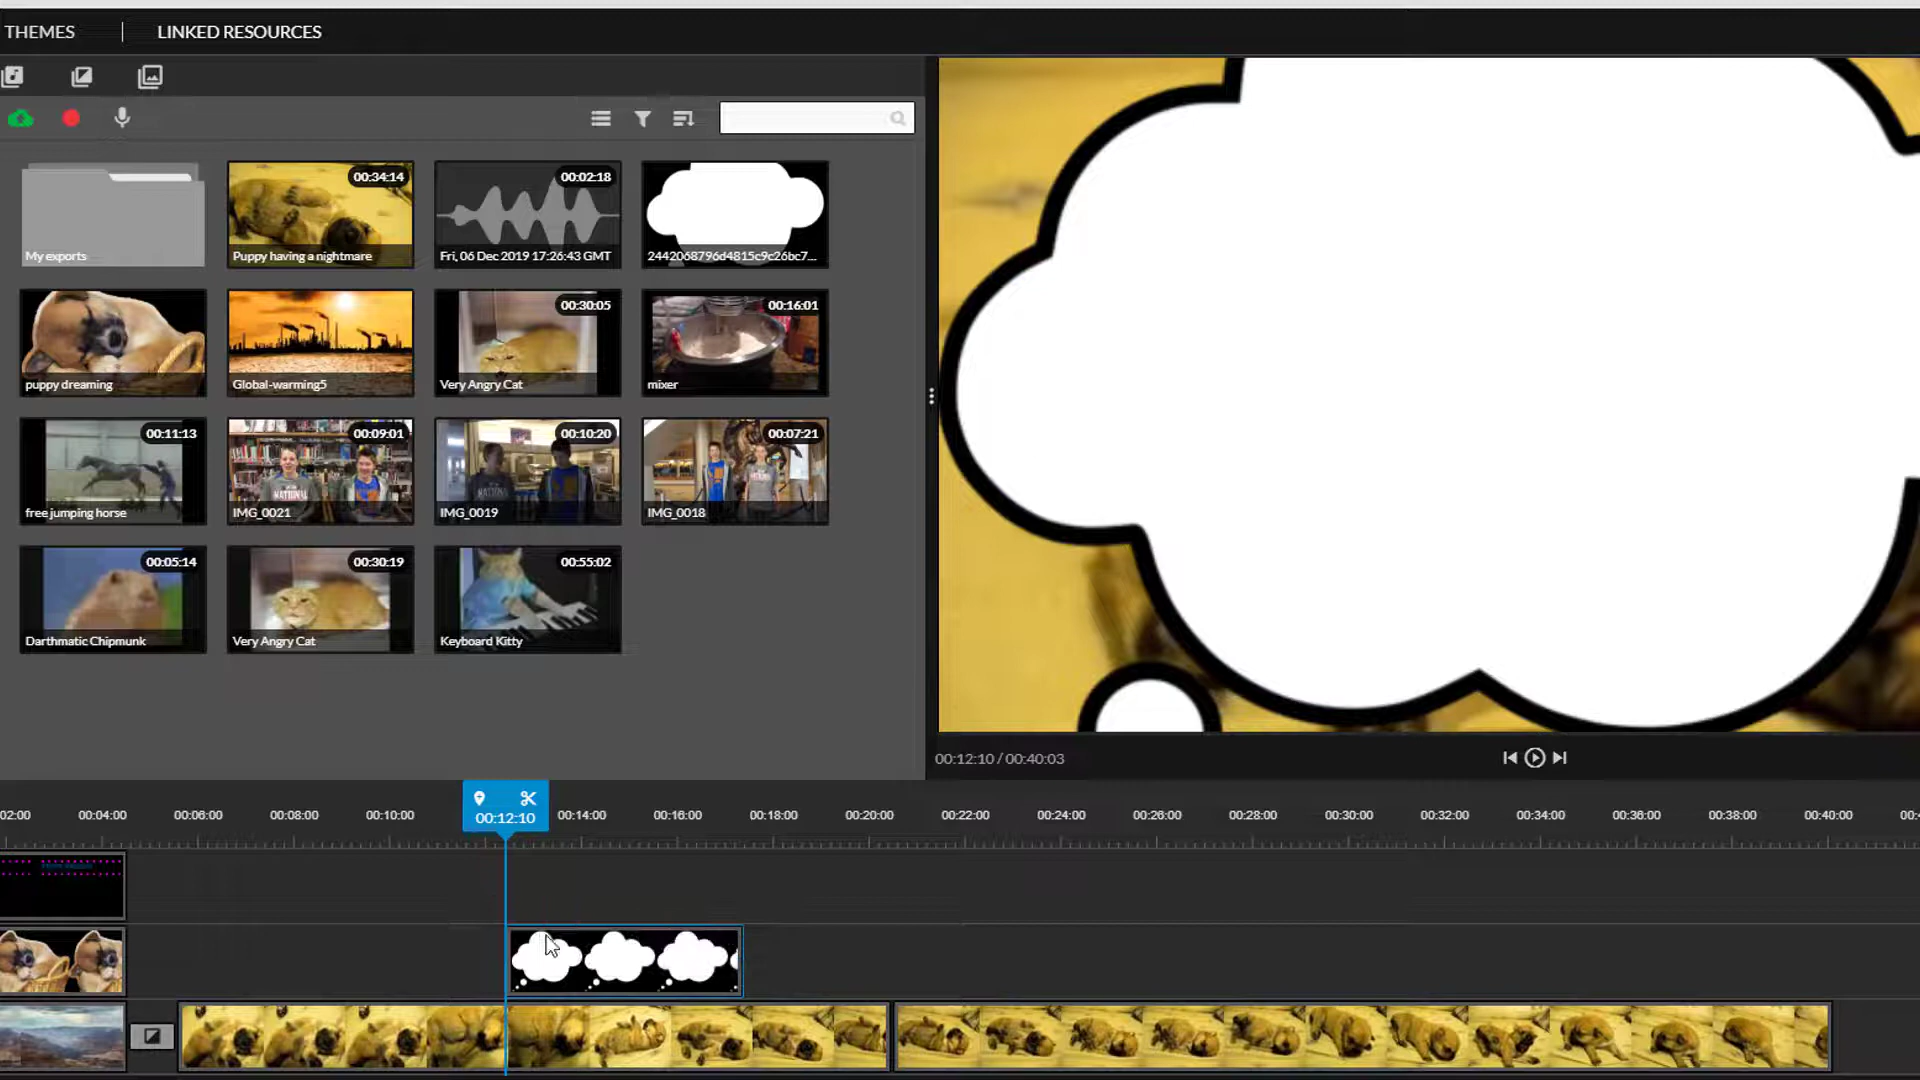 THEMES | LINKED RESOURCES
00:34:14
00:02:18
My exports
Puppy having a nightmare
Fri, 06 Dec 2019 17:26:43 GMT
2442068796d4815c9c26bc7...
00:30:05
00:16:01
puppy dreaming
Global-warming5
Very Angry Cat
mixer
00:11:13
00:09:01
00:10:20
00:07:21
free jumping horse
IMG_0021
IMG_0019
IMG_0018
00:05:14
00:30:19
00:55:02
Darthmatic Chipmunk
Very Angry Cat
Keyboard Kitty
00:12:10 / 00:40:03
02:00 00:04:00 00:06:00 00:08:00 00:10:00 00:12:10 00:14:00 00:16:00 00:18:00 00:20:00 00:22:00 00:24:00 00:26:00 00:28:00 00:30:00 00:32:00 00:34:00 00:36:00 00:38:00 00:40:00